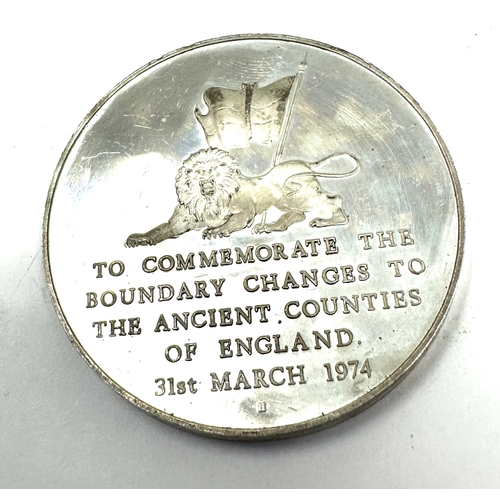 TO COMMEMORATE THE
BOUNDARY CHANGES TO
THE ANCIENT COUNTIES
OF ENGLAND.
31st MARCH 1974